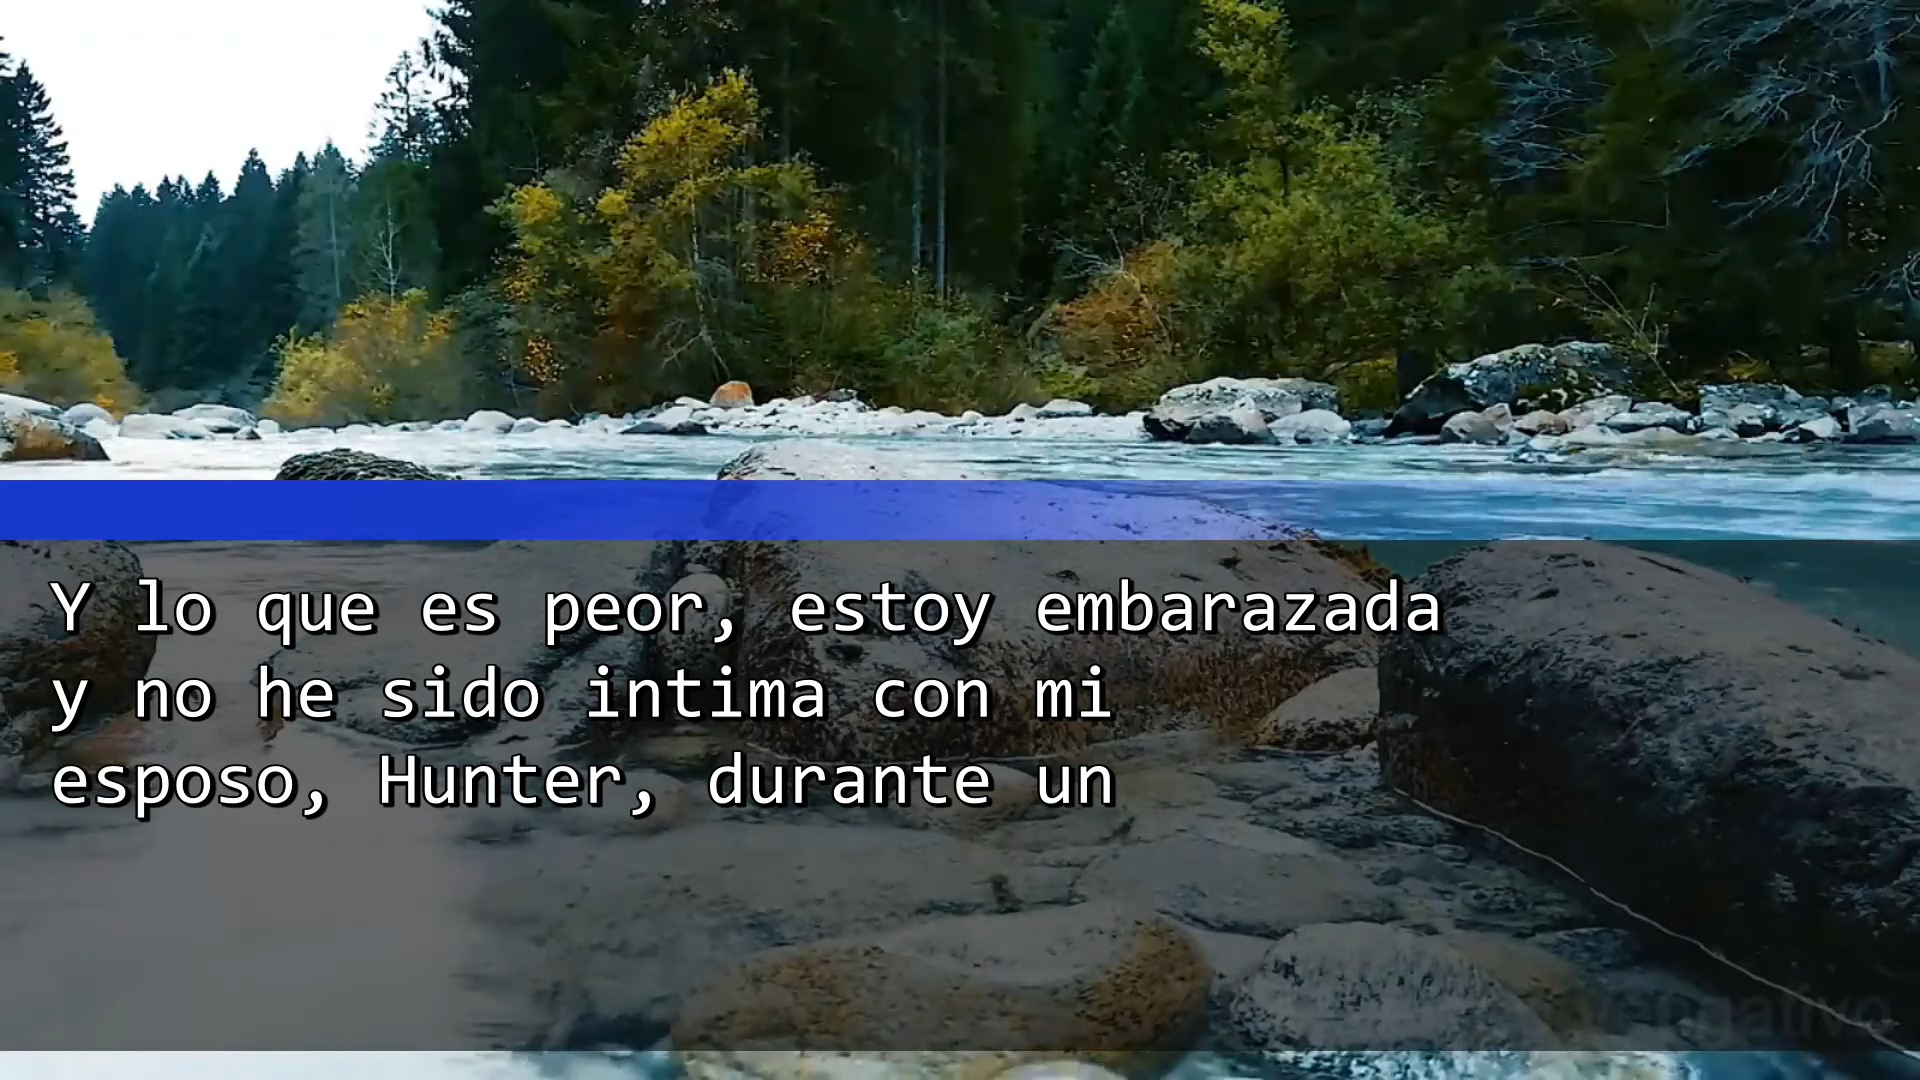 Y lo que es peor, estoy embarazada
y no he sido intima con mi
esposo, Hunter, durante un